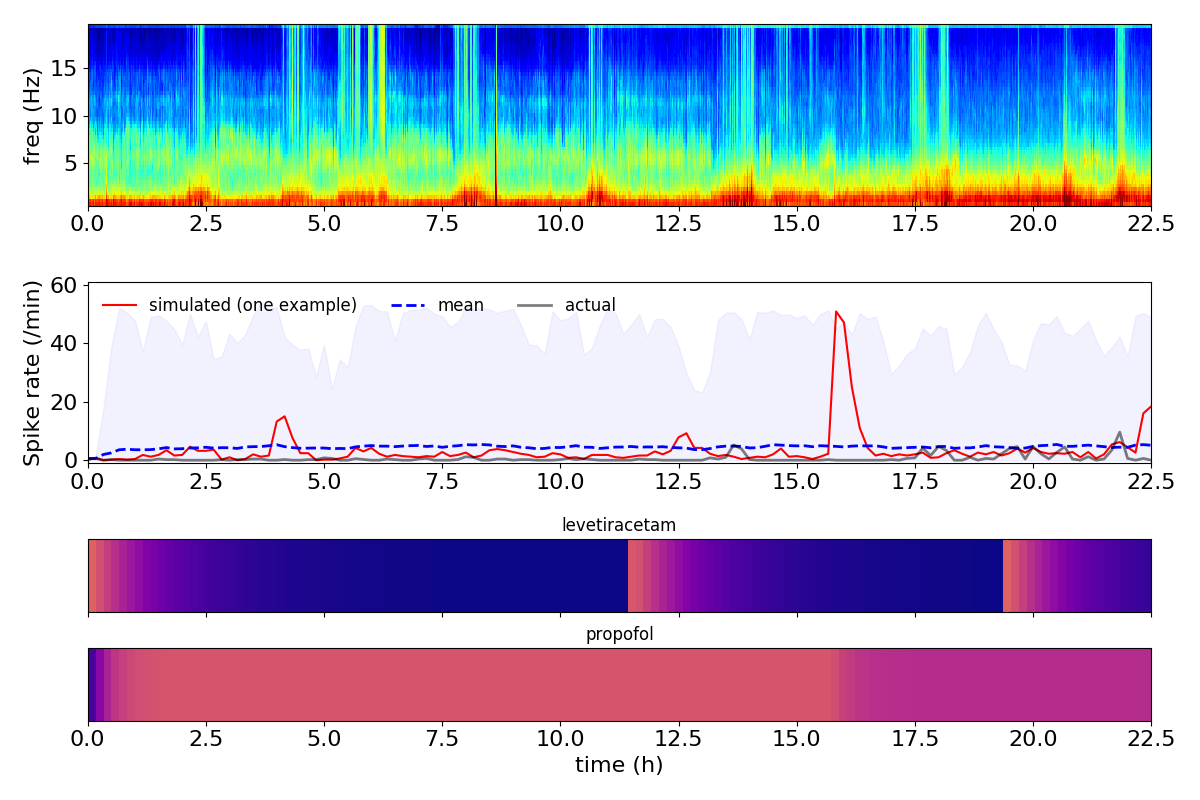 15
10
5
freq (Hz)
0.0 2.5 5.0 7.5 10.0 12.5 15.0 17.5 20.0 22.5
60
40
20
0
Spike rate (/min)
simulated (one example) mean actual
0.0 2.5 5.0 7.5 10.0 12.5 15.0 17.5 20.0 22.5
levetiracetam
propofol
0.0 2.5 5.0 7.5 10.0 12.5 15.0 17.5 20.0 22.5
time (h)